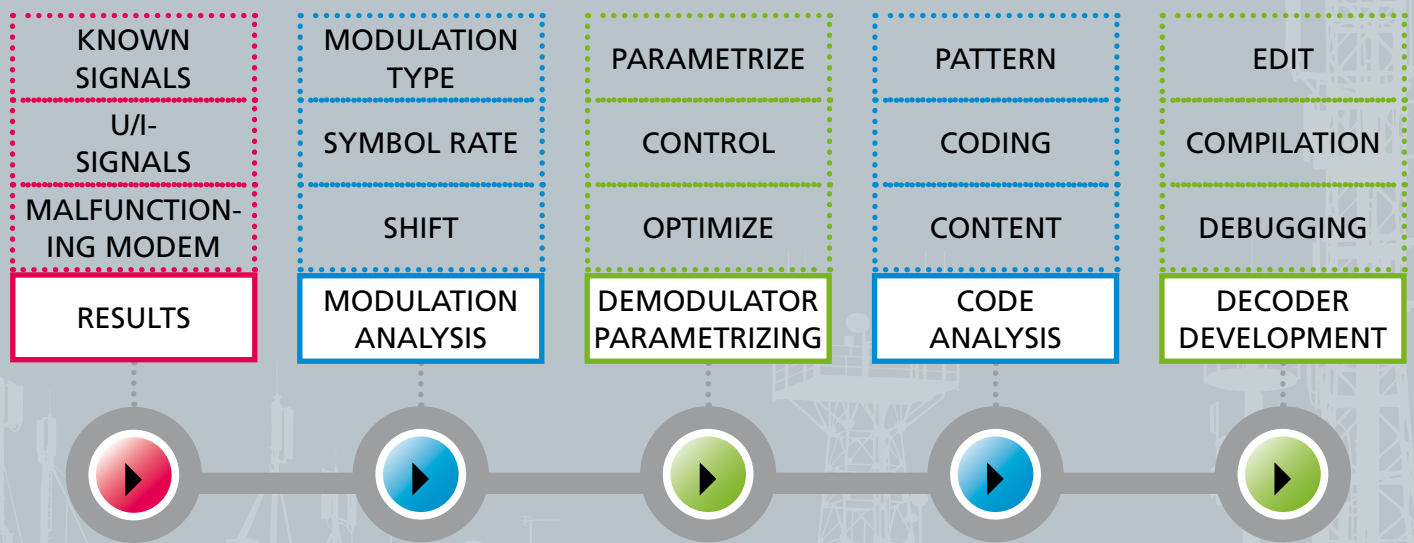 KNOWN
SIGNALS
U/I-
SIGNALS
MALFUNCTION-
ING MODEM
RESULTS
MODULATION
TYPE
SYMBOL RATE
SHIFT
MODULATION
ANALYSIS
PARAMETRIZE
CONTROL
OPTIMIZE
DEMODULATOR
PARAMETRIZING
PATTERN
CODING
CONTENT
CODE
ANALYSIS
EDIT
COMPILATION
DEBUGGING
DECODER
DEVELOPMENT